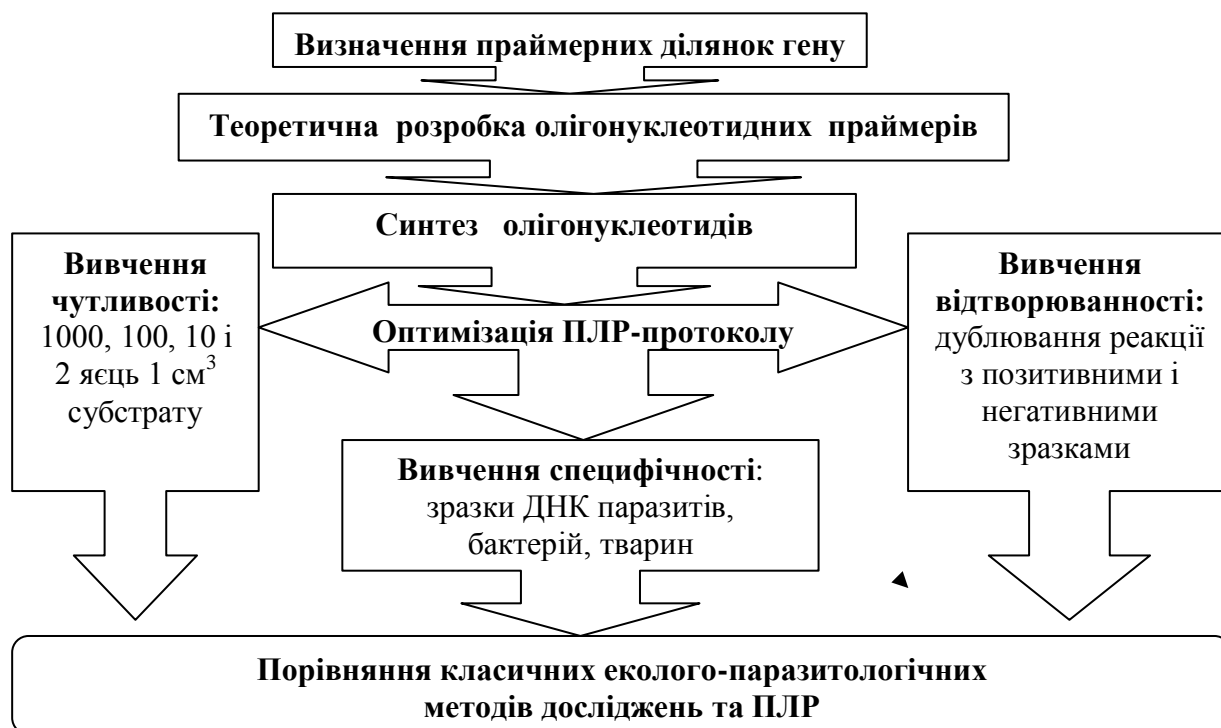 Визначення праймерних ділянок гену
Теоретична розробка олігонуклеотидних праймерів
Синтез олігонуклеотидів
Вивчення
чутливості:
1000, 100, 10 і
2 яєць 1 см³
субстрату
Оптимізація ПЛР-протоколу
Вивчення
відтворюванності:
дублювання реакції
з позитивними і
негативними
зразками
Вивчення специфічності:
зразки ДНК паразитів,
бактерій, тварин
Порівняння класичних еколого-паразитологічних
методів досліджень та ПЛР